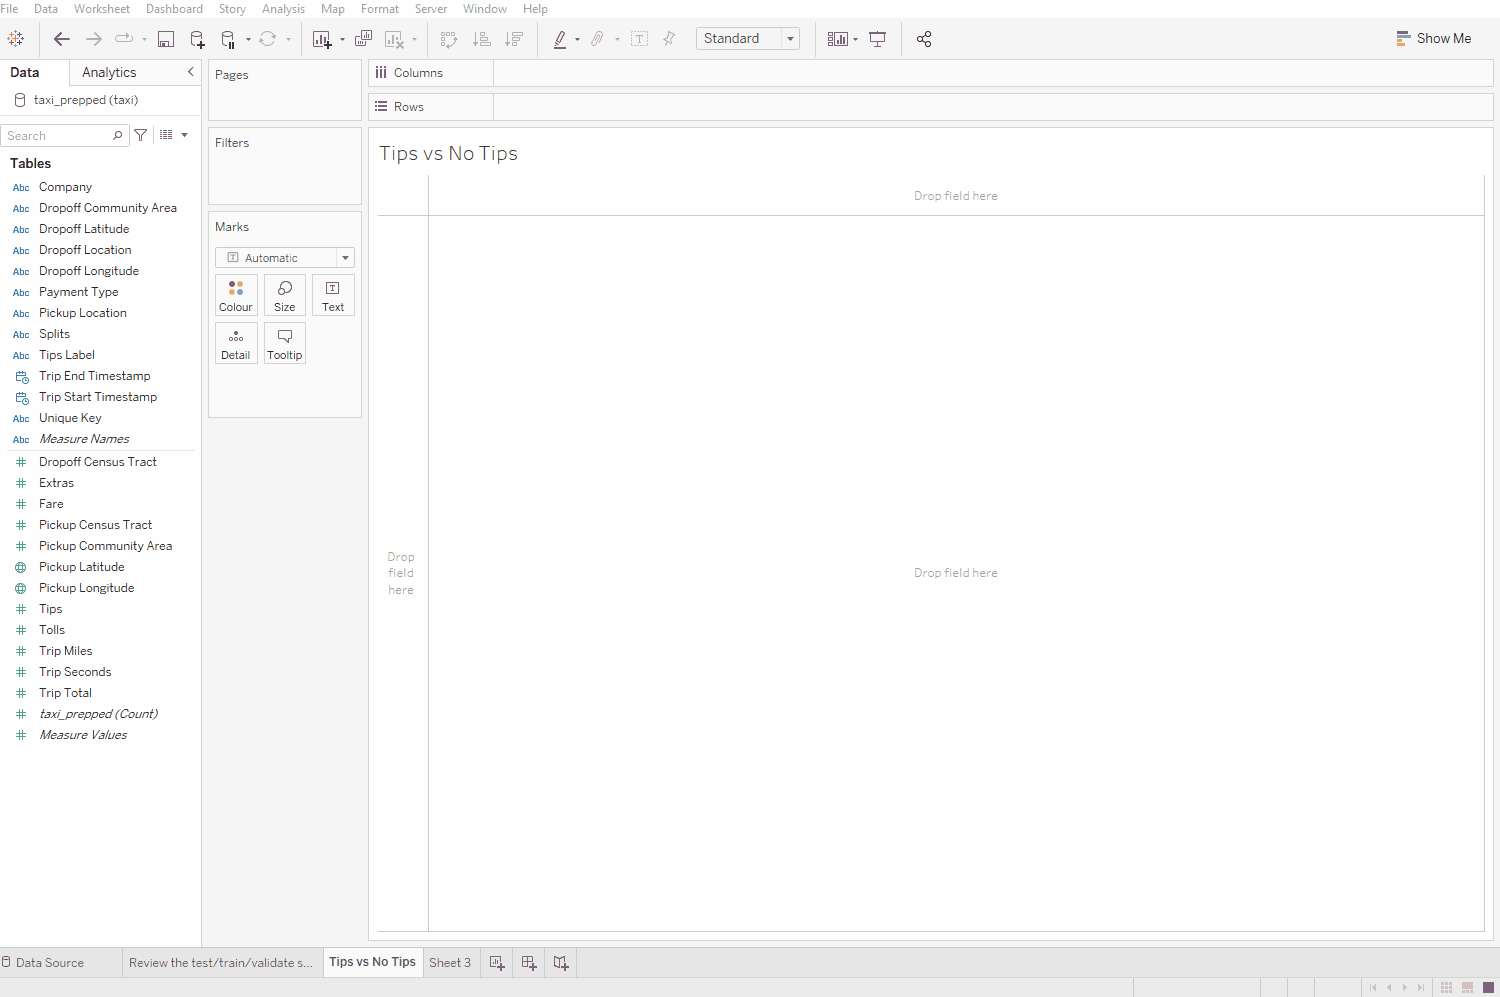 File Data Worksheet Dashboard Story Analysis Map Format Server Window Help
Standard
Show Me
Data Analytics
taxi_prepped (taxi)
Search
Tables
Abc Company
Abc Dropoff Community Area
Abc Dropoff Latitude
Abc Dropoff Location
Abc Dropoff Longitude
Abc Payment Type
Abc Pickup Location
Abc Splits
Abc Tips Label
Trip End Timestamp
Trip Start Timestamp
Abc Unique Key
Abc Measure Names
# Dropoff Census Tract
# Extras
# Fare
# Pickup Census Tract
# Pickup Community Area
Pickup Latitude
Pickup Longitude
# Tips
# Tolls
# Trip Miles
# Trip Seconds
# Trip Total
# taxi_prepped (Count)
# Measure Values
Pages
Filters
Marks
T Automatic
Colour Size T Text
Detail Tooltip
Columns
Rows
Tips vs No Tips
Drop field here
Drop
field
here
Drop field here
Data Source Review the test/train/validate s... Tips vs No Tips Sheet 3